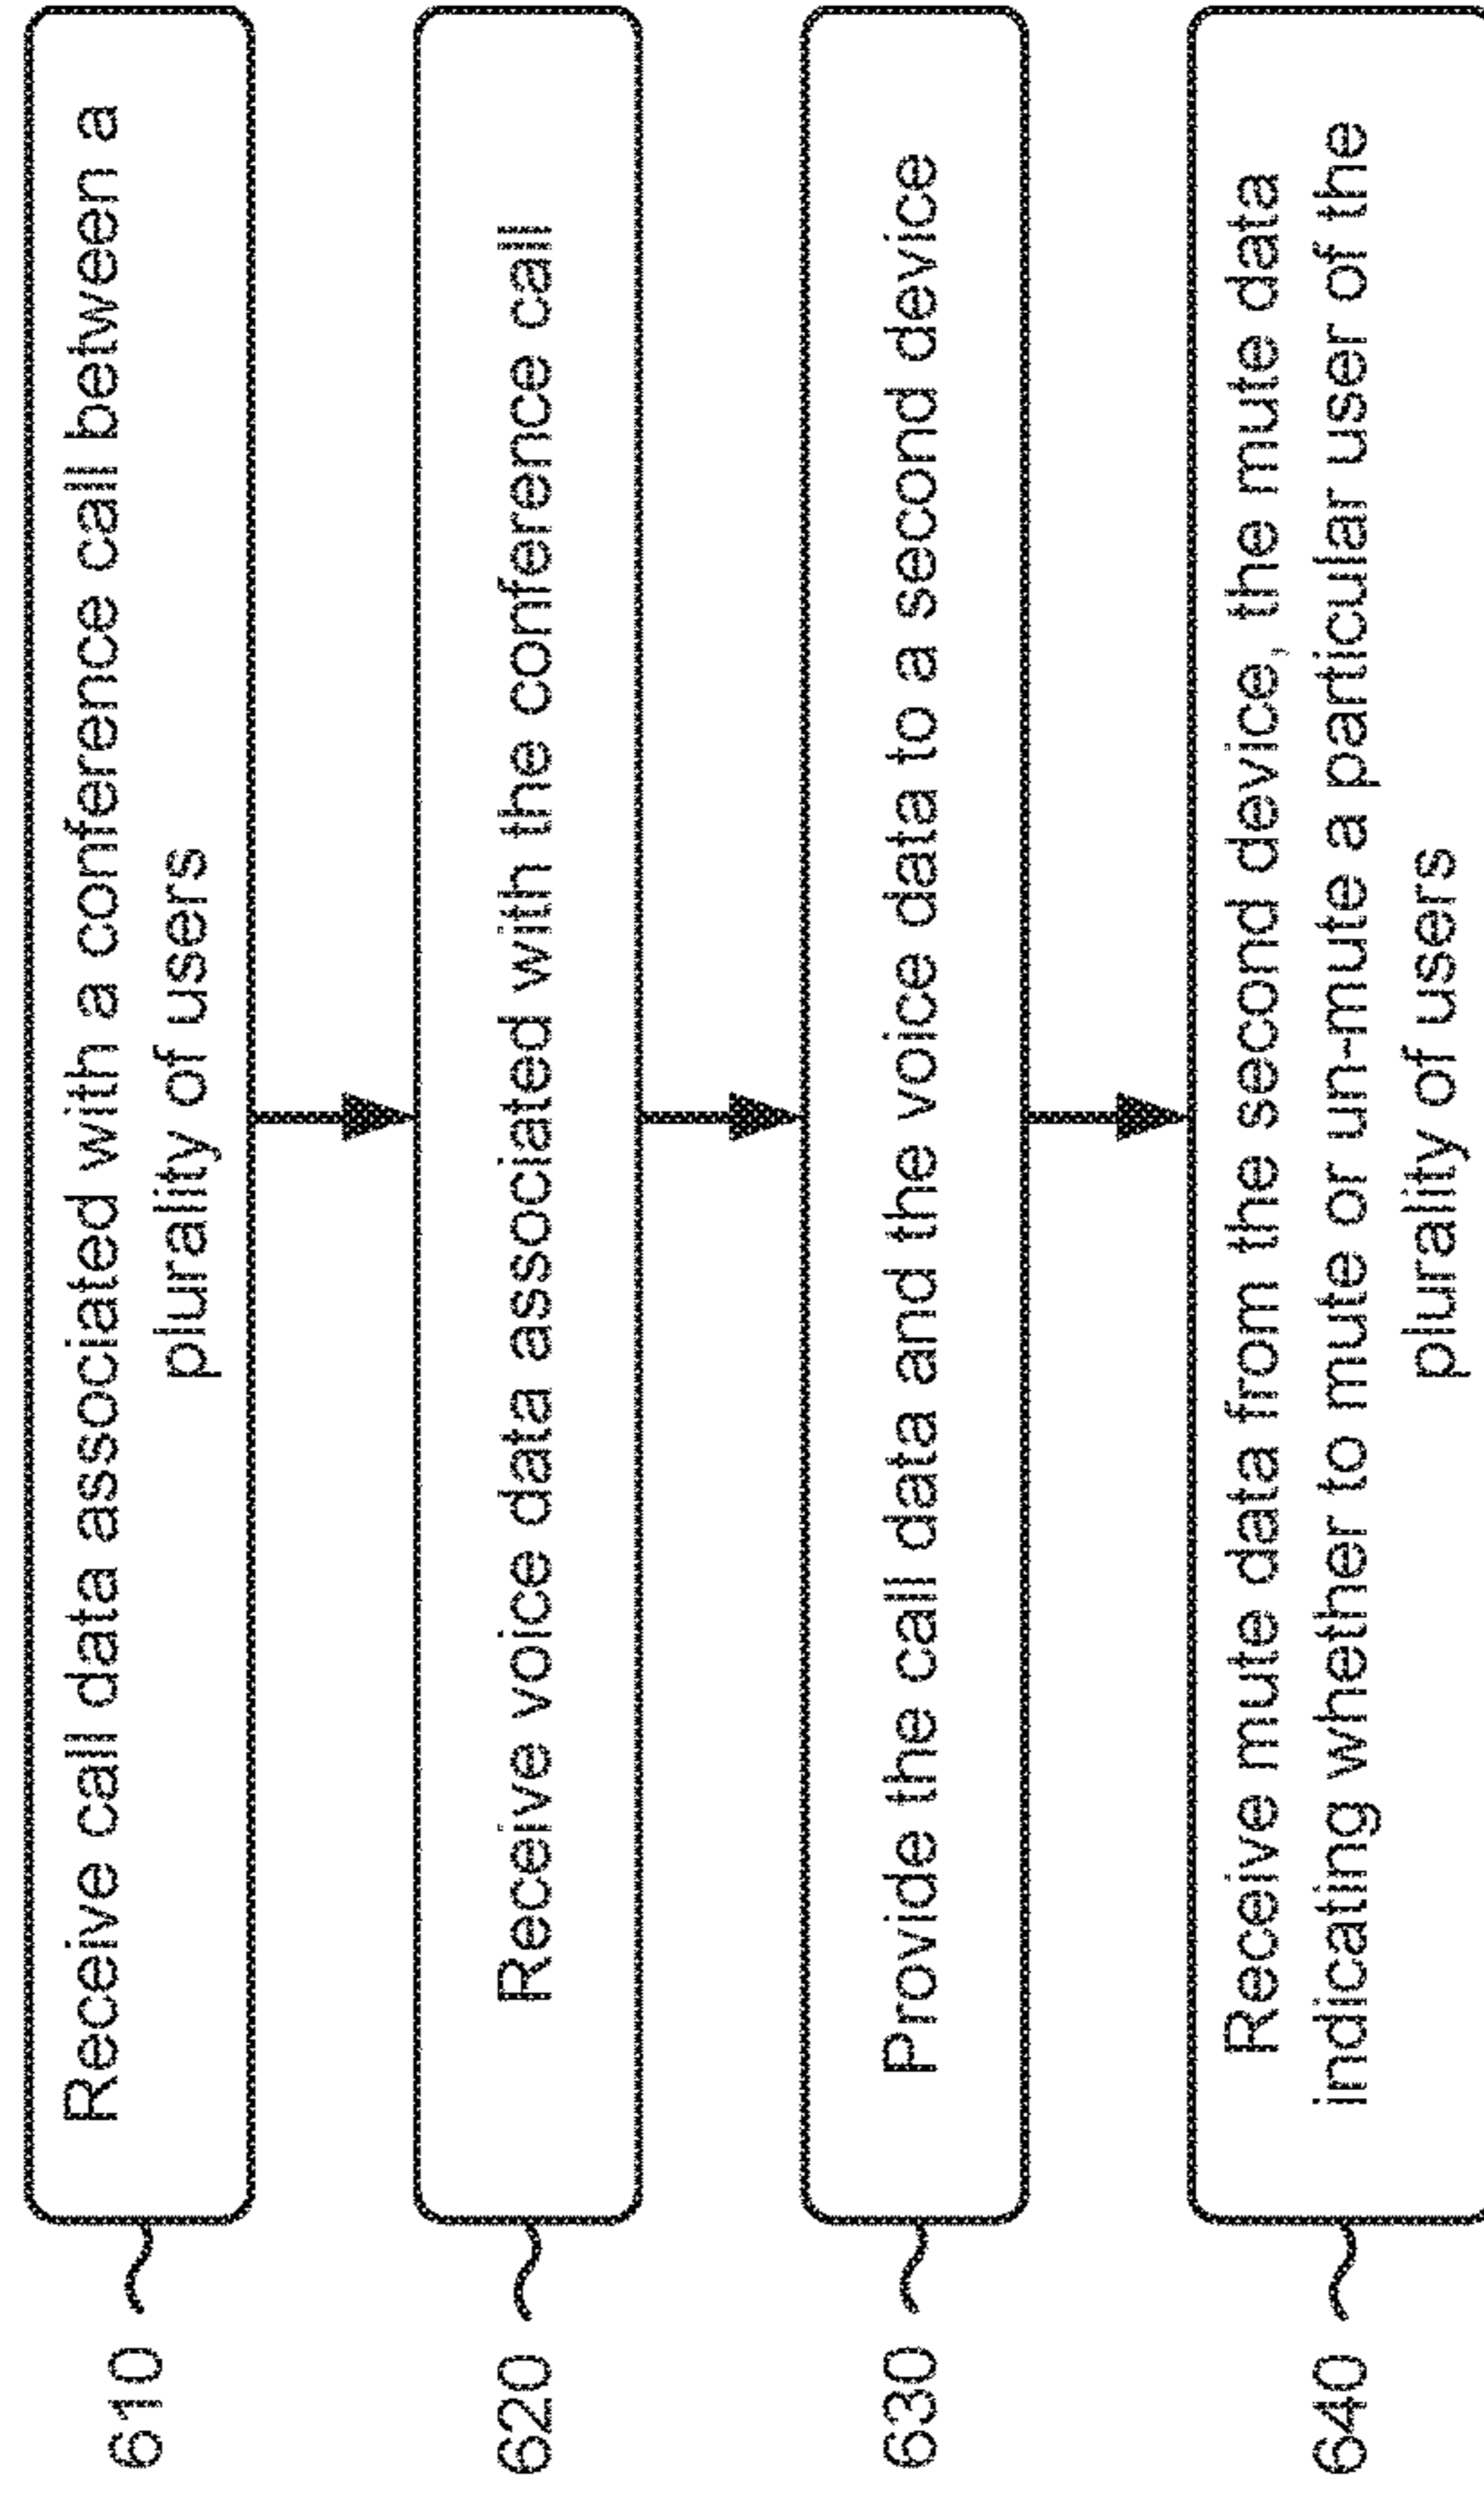 610
Receive call data associated with a conference call between a
plurality of users
620
Receive voice data associated with the conference call
630
Provide the call data and the voice data to a second device
640
Receive mute data from the second device, the mute data
indicating whether to mute or un-mute a particular user of the
plurality of users